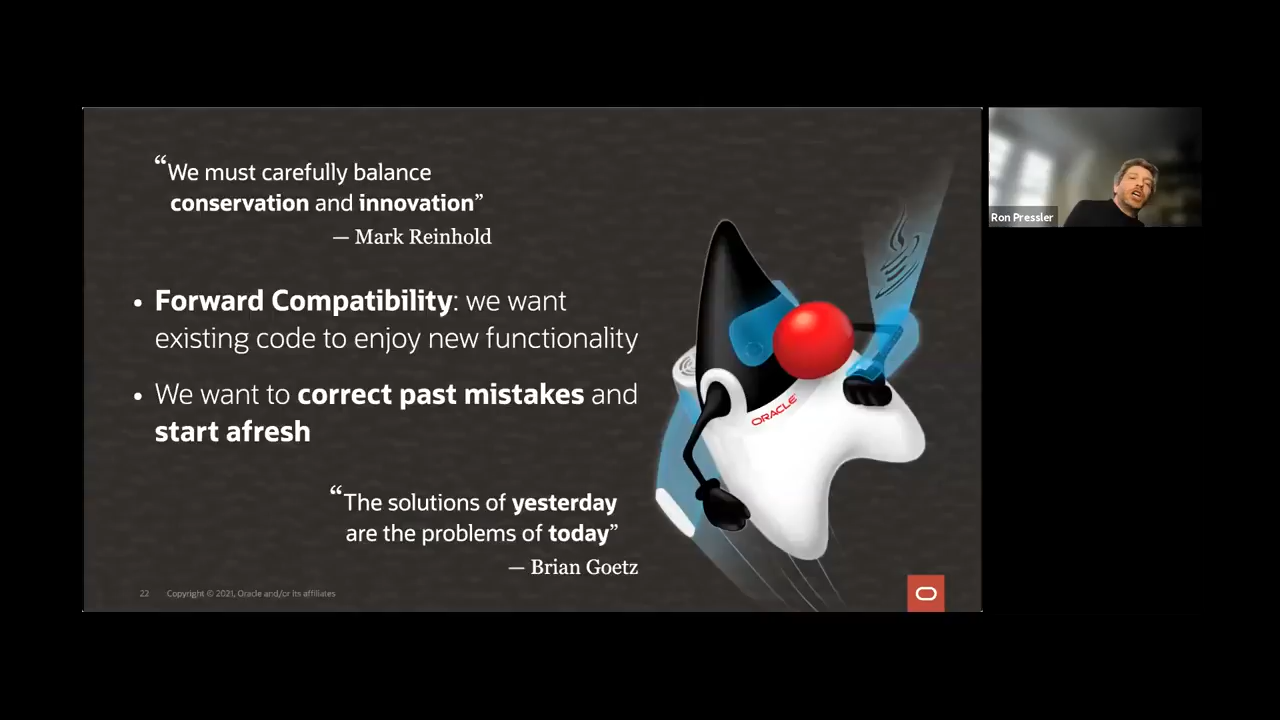 “We must carefully balance
conservation and innovation”
— Mark Reinhold
• Forward Compatibility: we want
existing code to enjoy new functionality
• We want to correct past mistakes and
start afresh
“The solutions of yesterday
are the problems of today”
— Brian Goetz
22 Copyright © 2021, Oracle and/or its affiliates
ORACLE
Ron Pressler